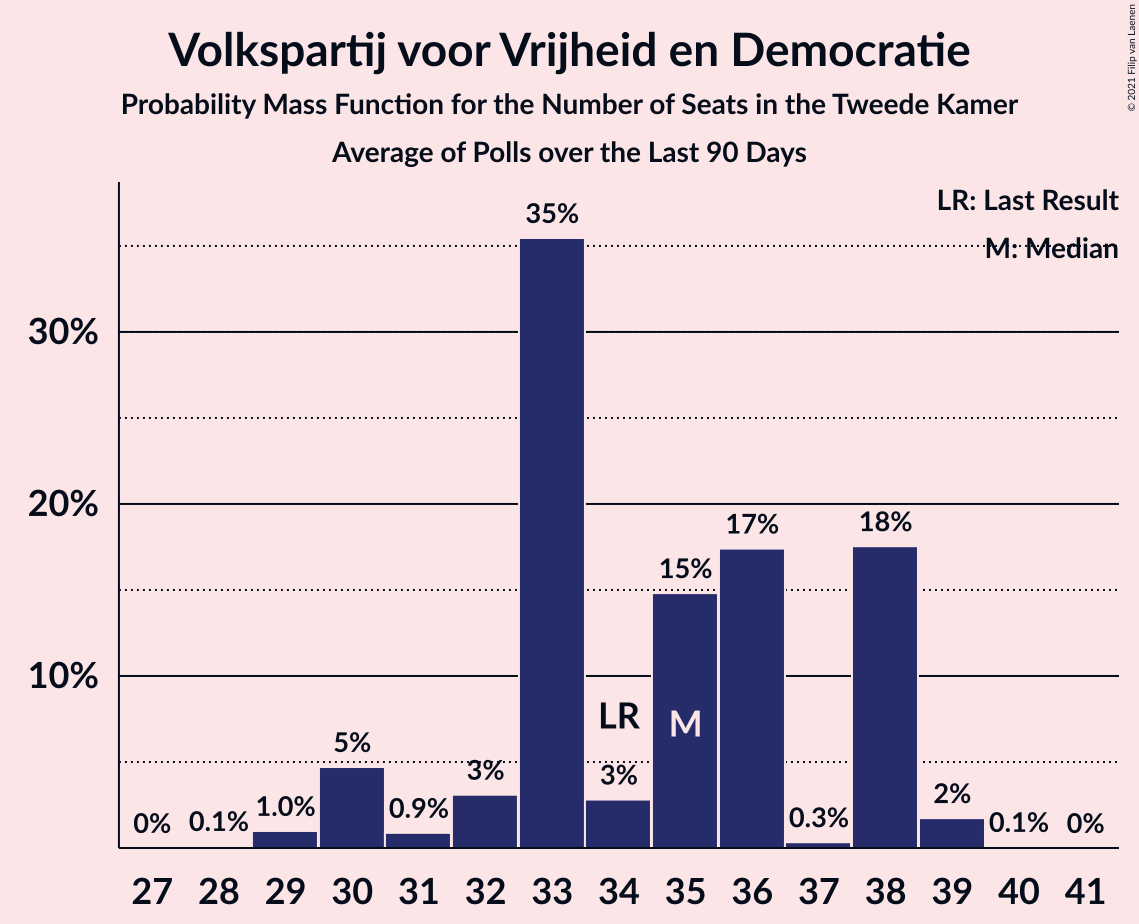 Volkspartij voor Vrijheid en Democratie
Probability Mass Function for the Number of Seats in the Tweede Kamer
Average of Polls over the Last 90 Days
© 2021 Filip van Laenen
LR: Last Result
M: Median
30%
20%
10%
0%
0.1%
1.0%
5%
0.9%
3%
35%
3%
15%
17%
0.3%
18%
2%
0.1%
0%
LR
M
27 28 29 30 31 32 33 34 35 36 37 38 39 40 41